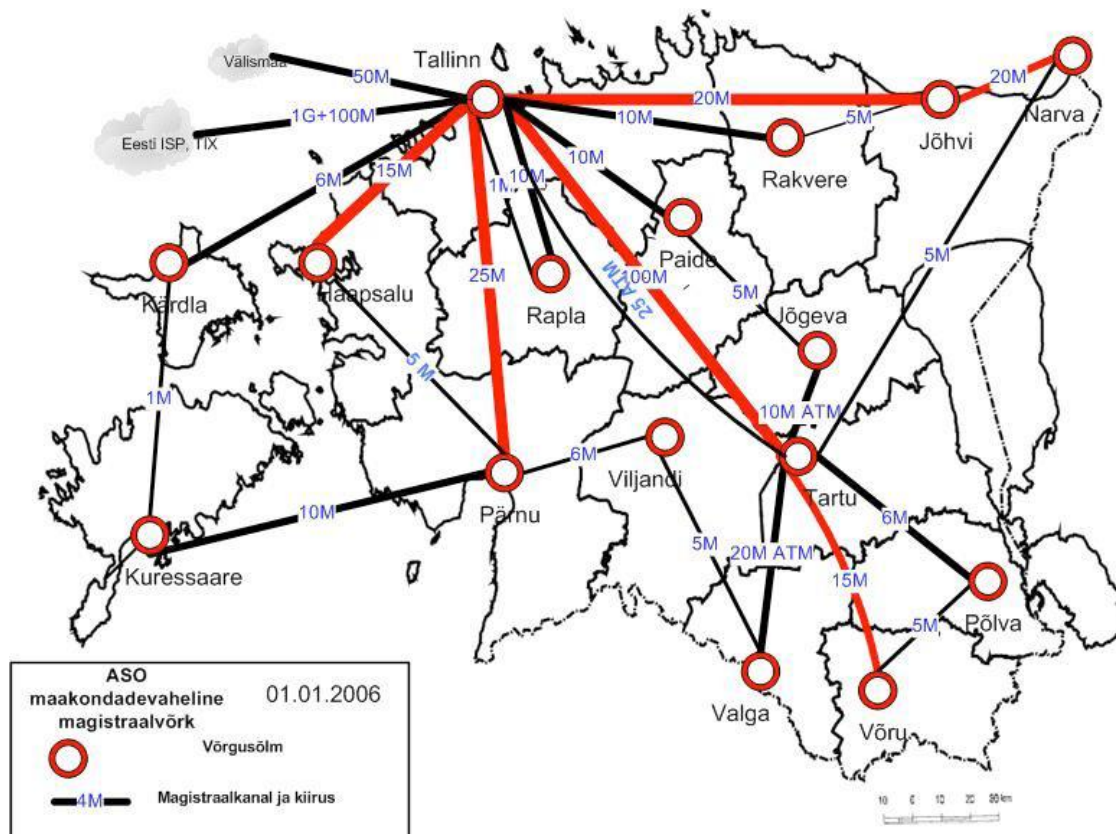 Välismaa
Tallinn
50M
20M
20M
Narva
1G+100M
Eesti ISP, TIX
10M
5M
Jõhvi
10M
Rakvere
6M
15M
1M
10M
Paide
Kärdla
Haapsalu
25M
Rapla
100M
25 ATM
5M
5M
Jõgeva
5 M
1M
10M ATM
6M
Viljandi
Tartu
Pärnu
10M
6M
Kuressaare
5M
20M ATM
15M
Põlva
5M
Valga
Võru
ASO
maakondadevaheline
magistraalvõrk
01.01.2006
Võrgusõlm
4M
Magistraalkanal ja kiirus